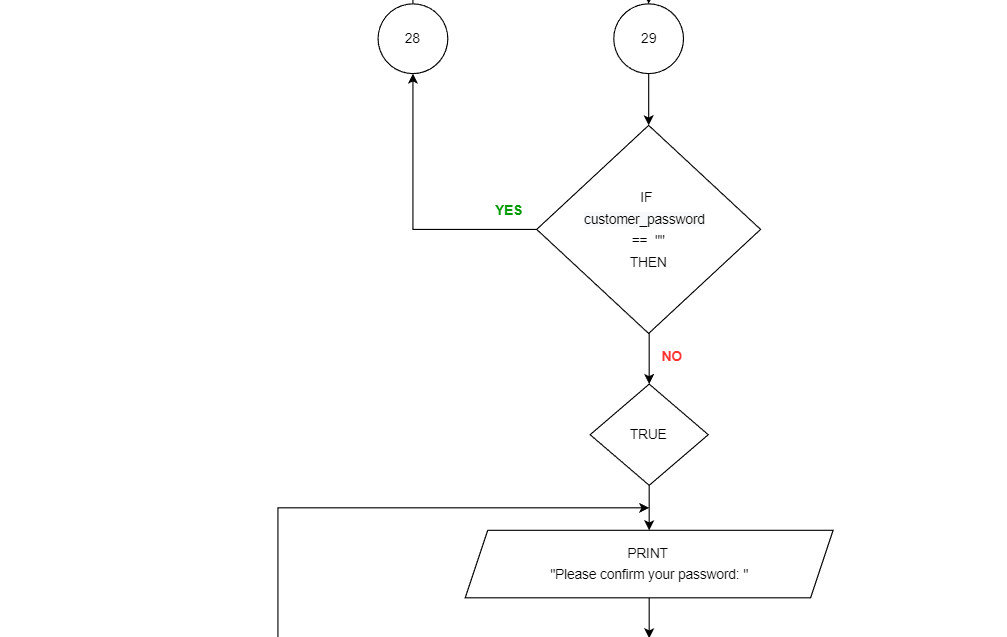 28
29
IF
customer_password
== ""
THEN
YES
NO
TRUE
PRINT
"Please confirm your password: "